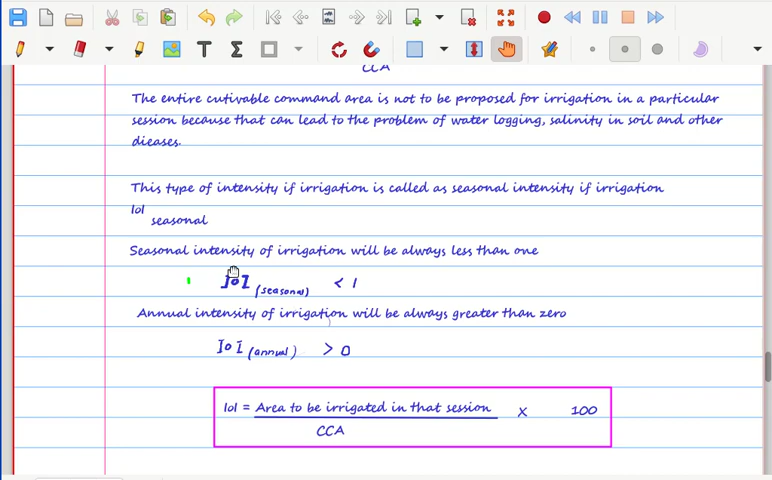 CCA
The entire cutivable command area is not to be proposed for irrigation in a particular
session because that can lead to the problem of water logging, salinity in soil and other
dieases.
This type of intensity if irrigation is called as seasonal intensity if irrigation
IoI seasonal
Seasonal intensity of irrigation will be always less than one
IOI (seasonal) < 1
Annual intensity of irrigation will be always greater than zero
IOI (annual) > 0
IoI = Area to be irrigated in that session x 100
CCA